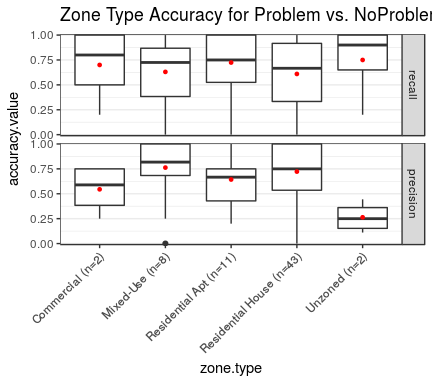 Zone Type Accuracy for Problem vs. NoProblem
accuracy.value
1.00
0.75
0.50
0.25
0.00
recall
1.00
0.75
0.50
0.25
0.00
precision
Commercial (n=2)
Mixed-Use (n=8)
Residential Apt (n=11)
Residential House (n=43)
Unzoned (n=2)
zone.type